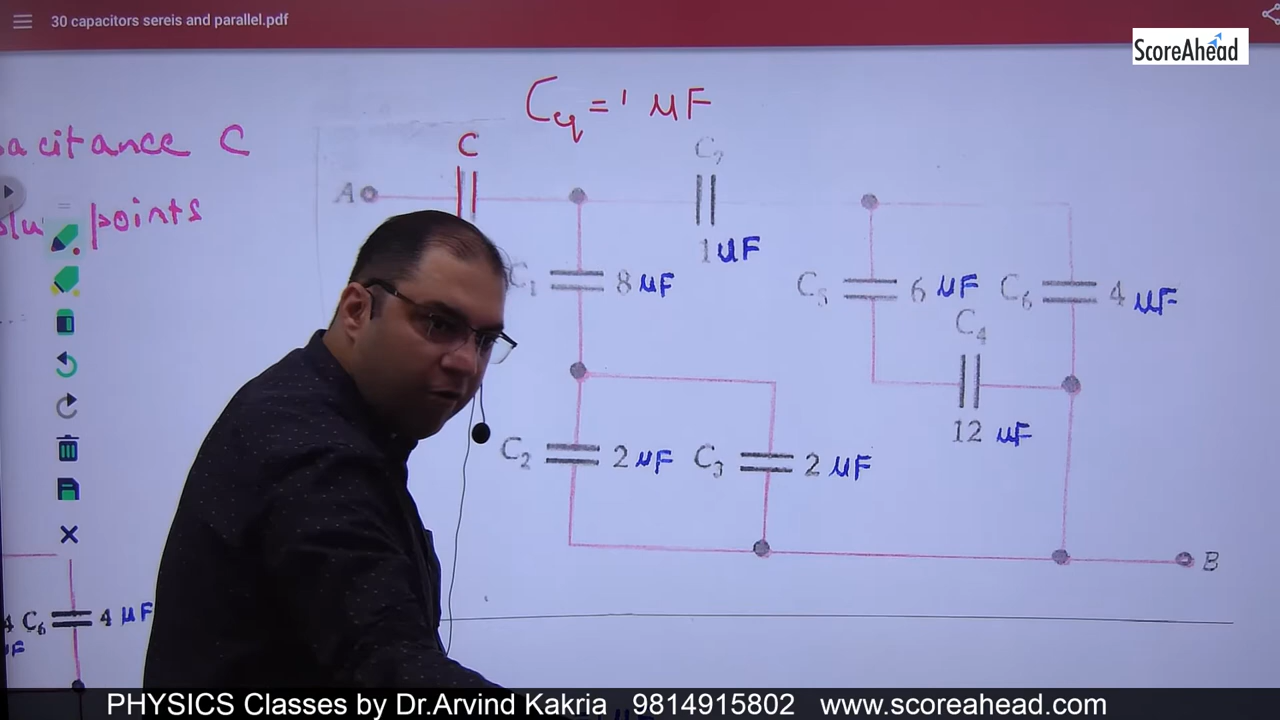 30 capacitors sereis and parallel.pdf
ScoreAhead
Ceq = 1 μF
acitance C
points
C
C7
A
1 μF
C1
8 μF
C5
6 μF
C6
4 μF
C4
12 μF
C2
2 μF
C3
2 μF
B
4
C6
4 μF
μF
PHYSICS Classes by Dr.Arvind Kakria 9814915802 www.scoreahead.com